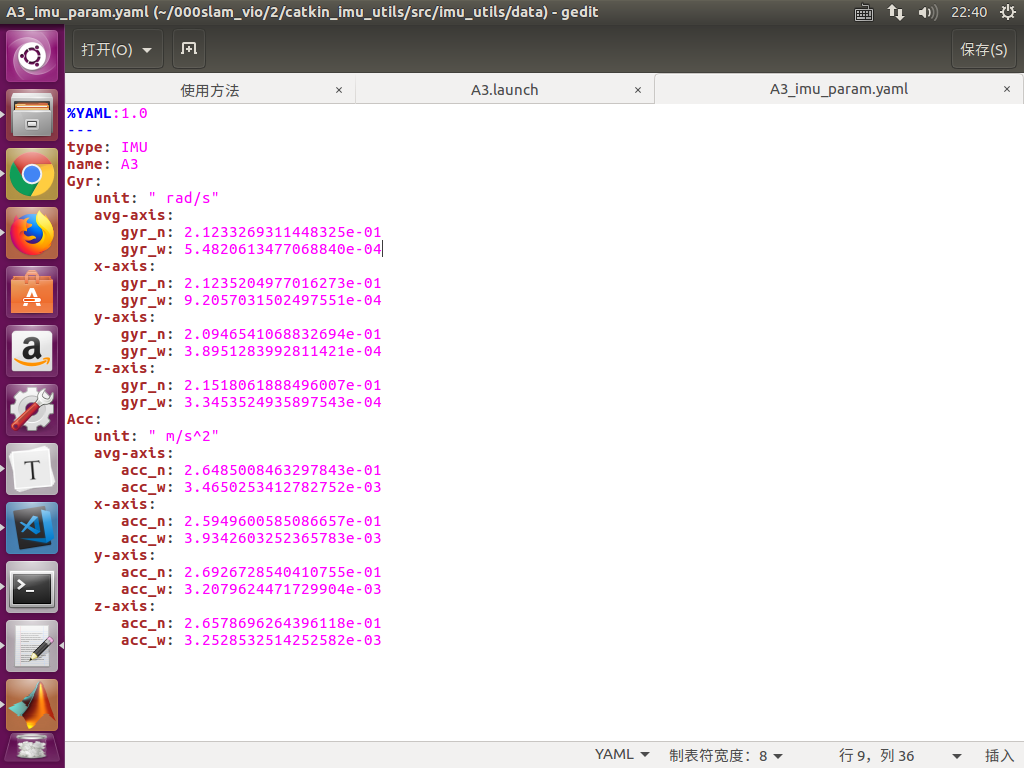 A3_imu_param.yaml (~/000slam_vio/2/catkin_imu_utils/src/imu_utils/data) - gedit
22:40
打开(O)
保存(S)
使用方法 ×
A3.launch ×
A3_imu_param.yaml ×
%YAML:1.0
---
type: IMU
name: A3
Gyr:
   unit: " rad/s"
   avg-axis:
      gyr_n: 2.1233269311448325e-01
      gyr_w: 5.4820613477068840e-04
   x-axis:
      gyr_n: 2.1235204977016273e-01
      gyr_w: 9.2057031502497551e-04
   y-axis:
      gyr_n: 2.0946541068832694e-01
      gyr_w: 3.8951283992811421e-04
   z-axis:
      gyr_n: 2.1518061888496007e-01
      gyr_w: 3.3453524935897543e-04
Acc:
   unit: " m/s^2"
   avg-axis:
      acc_n: 2.6485008463297843e-01
      acc_w: 3.4650253412782752e-03
   x-axis:
      acc_n: 2.5949600585086657e-01
      acc_w: 3.9342603252365783e-03
   y-axis:
      acc_n: 2.6926728540410755e-01
      acc_w: 3.2079624471729904e-03
   z-axis:
      acc_n: 2.6578696264396118e-01
      acc_w: 3.2528532514252582e-03
YAML 制表符宽度：8 行 9，列 36 插入